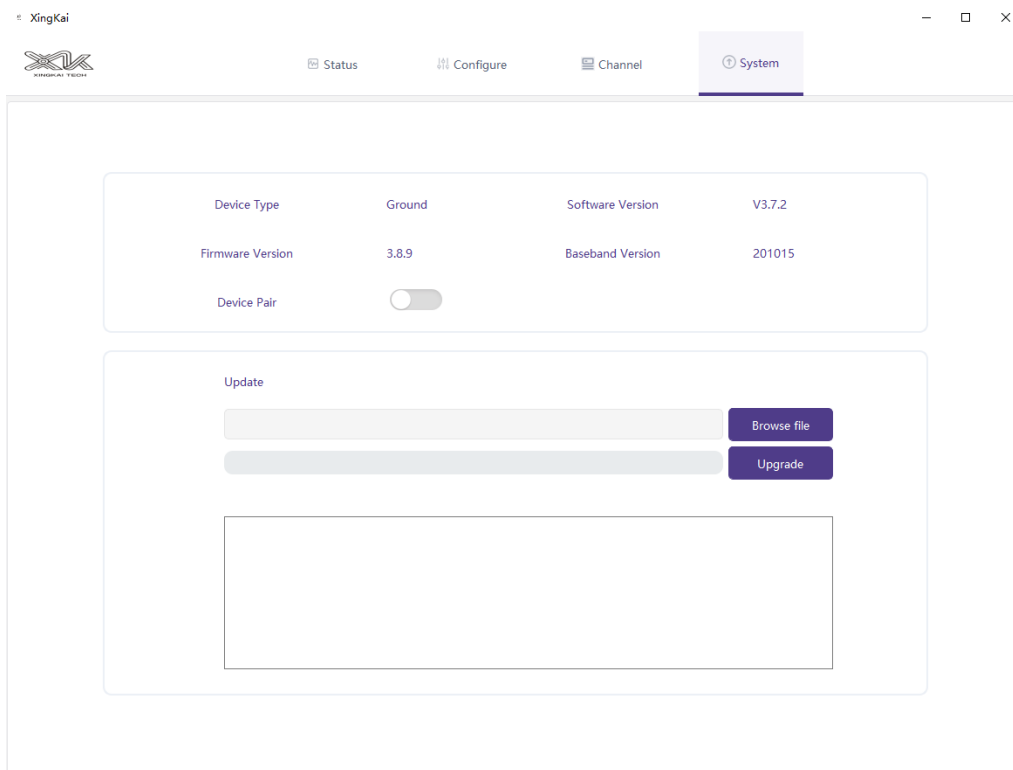 XingKai
XINGKAI TECH
Status
Configure
Channel
System
Device Type
Ground
Software Version
V3.7.2
Firmware Version
3.8.9
Baseband Version
201015
Device Pair
Update
Browse file
Upgrade